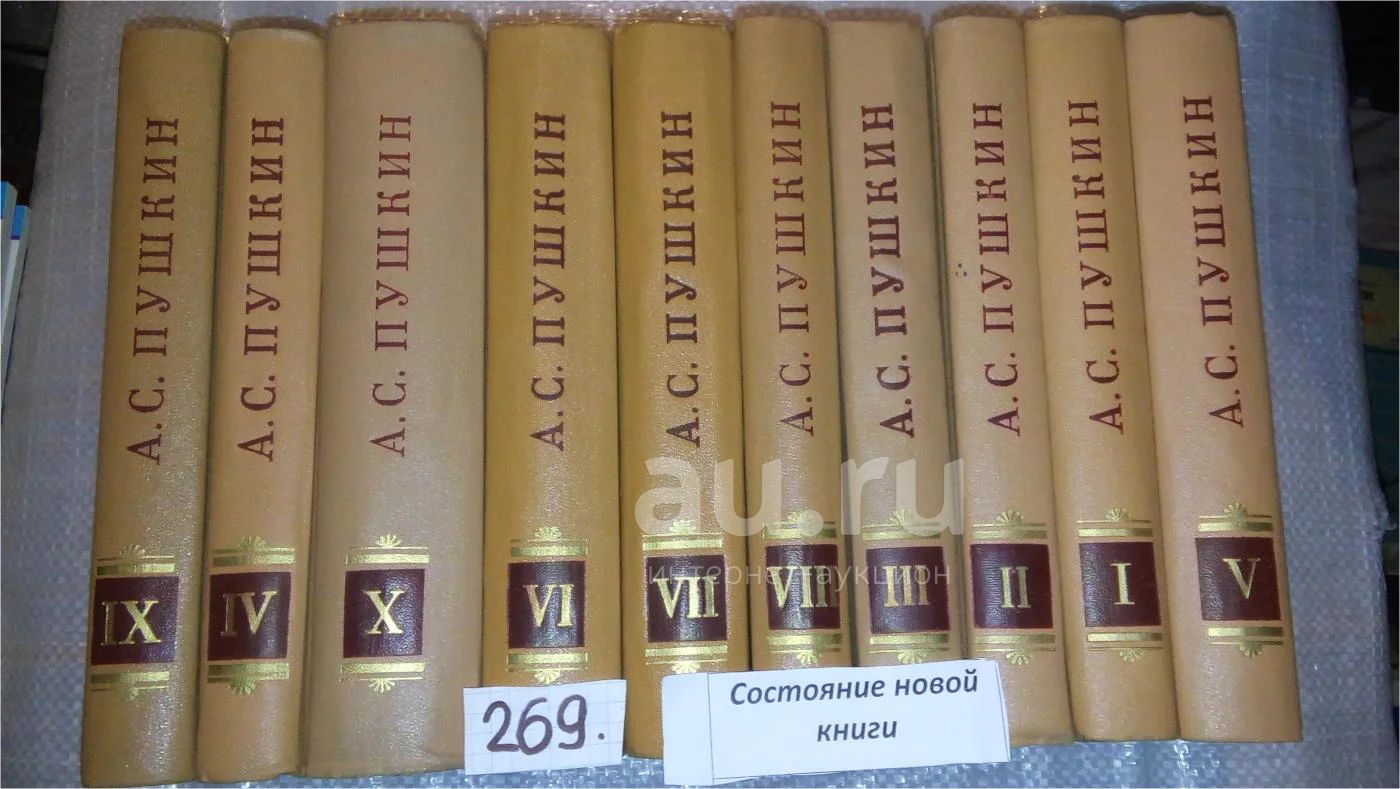 А.С. ПУШКИН
IX
А.С. ПУШКИН
IV
А.С. ПУШКИН
X
А.С. ПУШКИН
VI
А.С. ПУШКИН
VII
А.С. ПУШКИН
VIII
А.С. ПУШКИН
III
А.С. ПУШКИН
II
А.С. ПУШКИН
I
А.С. ПУШКИН
V
au.ru
интернет-аукцион
269.
Состояние новой
книги